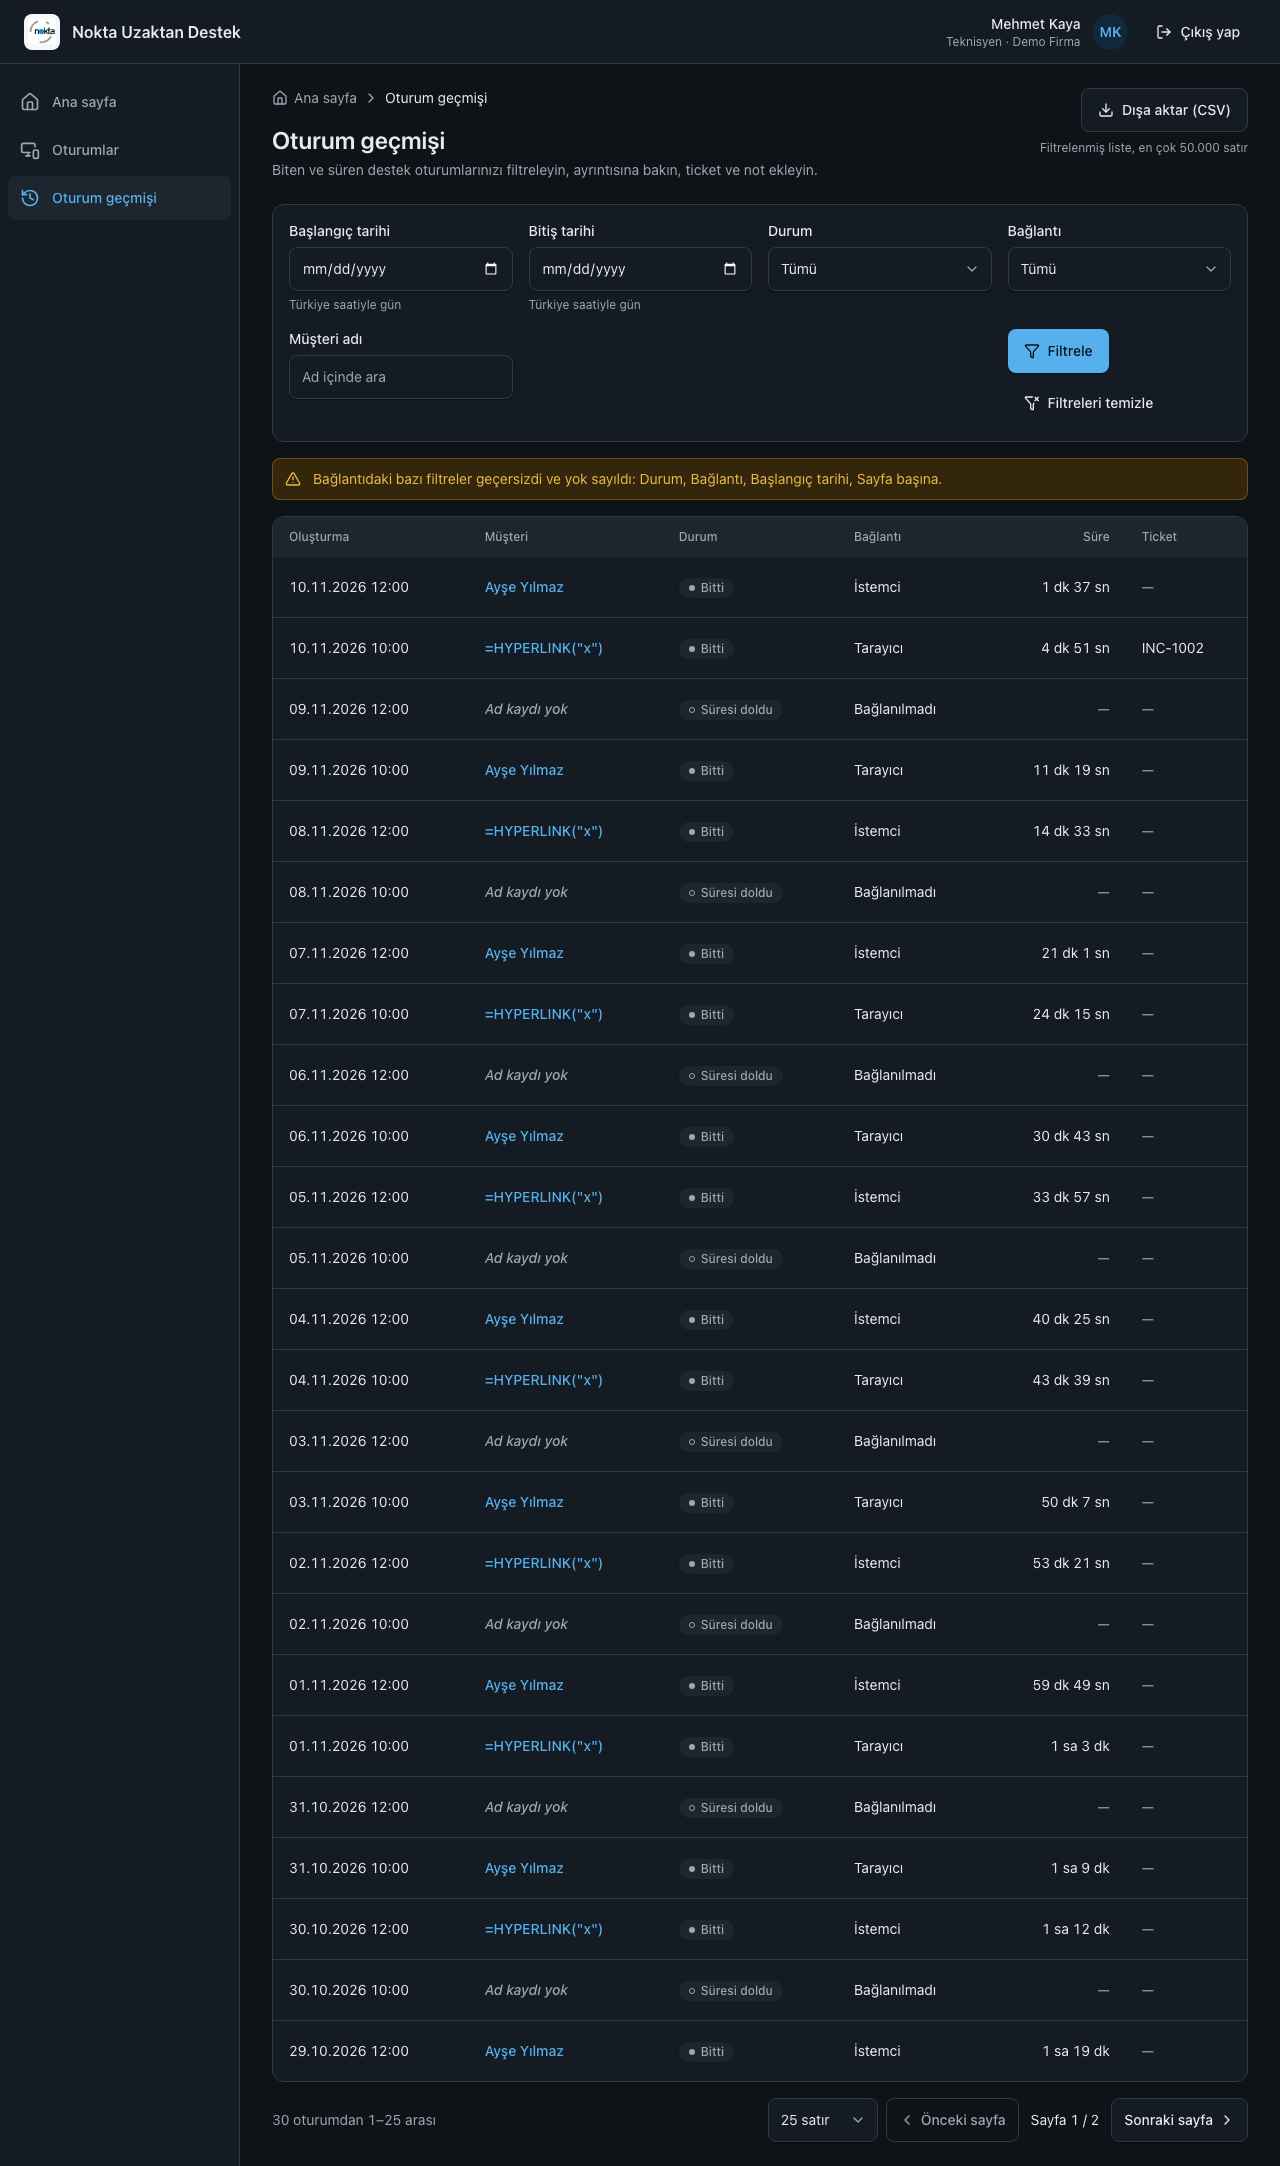 nokta
Nokta Uzaktan Destek
Mehmet Kaya
Teknisyen · Demo Firma
MK
Çıkış yap
Ana sayfa
Oturumlar
Oturum geçmişi
Ana sayfa > Oturum geçmişi
Oturum geçmişi
Biten ve süren destek oturumlarınızı filtreleyin, ayrıntısına bakın, ticket ve not ekleyin.
Dışa aktar (CSV)
Filtrelenmiş liste, en çok 50.000 satır
Başlangıç tarihi Bitiş tarihi Durum Bağlantı
mm/dd/yyyy mm/dd/yyyy Tümü Tümü
Türkiye saatiyle gün Türkiye saatiyle gün
Müşteri adı
Ad içinde ara
Filtrele
Filtreleri temizle
Bağlantıdaki bazı filtreler geçersizdi ve yok sayıldı: Durum, Bağlantı, Başlangıç tarihi, Sayfa başına.
Oluşturma Müşteri Durum Bağlantı Süre Ticket
10.11.2026 12:00 Ayşe Yılmaz Bitti İstemci 1 dk 37 sn —
10.11.2026 10:00 =HYPERLINK("x") Bitti Tarayıcı 4 dk 51 sn INC-1002
09.11.2026 12:00 Ad kaydı yok Süresi doldu Bağlanılmadı — —
09.11.2026 10:00 Ayşe Yılmaz Bitti Tarayıcı 11 dk 19 sn —
08.11.2026 12:00 =HYPERLINK("x") Bitti İstemci 14 dk 33 sn —
08.11.2026 10:00 Ad kaydı yok Süresi doldu Bağlanılmadı — —
07.11.2026 12:00 Ayşe Yılmaz Bitti İstemci 21 dk 1 sn —
07.11.2026 10:00 =HYPERLINK("x") Bitti Tarayıcı 24 dk 15 sn —
06.11.2026 12:00 Ad kaydı yok Süresi doldu Bağlanılmadı — —
06.11.2026 10:00 Ayşe Yılmaz Bitti Tarayıcı 30 dk 43 sn —
05.11.2026 12:00 =HYPERLINK("x") Bitti İstemci 33 dk 57 sn —
05.11.2026 10:00 Ad kaydı yok Süresi doldu Bağlanılmadı — —
04.11.2026 12:00 Ayşe Yılmaz Bitti İstemci 40 dk 25 sn —
04.11.2026 10:00 =HYPERLINK("x") Bitti Tarayıcı 43 dk 39 sn —
03.11.2026 12:00 Ad kaydı yok Süresi doldu Bağlanılmadı — —
03.11.2026 10:00 Ayşe Yılmaz Bitti Tarayıcı 50 dk 7 sn —
02.11.2026 12:00 =HYPERLINK("x") Bitti İstemci 53 dk 21 sn —
02.11.2026 10:00 Ad kaydı yok Süresi doldu Bağlanılmadı — —
01.11.2026 12:00 Ayşe Yılmaz Bitti İstemci 59 dk 49 sn —
01.11.2026 10:00 =HYPERLINK("x") Bitti Tarayıcı 1 sa 3 dk —
31.10.2026 12:00 Ad kaydı yok Süresi doldu Bağlanılmadı — —
31.10.2026 10:00 Ayşe Yılmaz Bitti Tarayıcı 1 sa 9 dk —
30.10.2026 12:00 =HYPERLINK("x") Bitti İstemci 1 sa 12 dk —
30.10.2026 10:00 Ad kaydı yok Süresi doldu Bağlanılmadı — —
29.10.2026 12:00 Ayşe Yılmaz Bitti İstemci 1 sa 19 dk —
30 oturumdan 1–25 arası 25 satır Önceki sayfa Sayfa 1 / 2 Sonraki sayfa